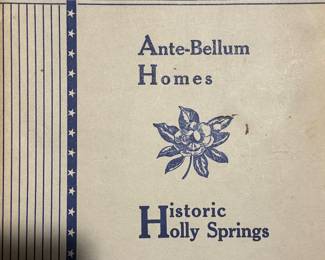 Ante-Bellum
Homes
Historic
Holly Springs